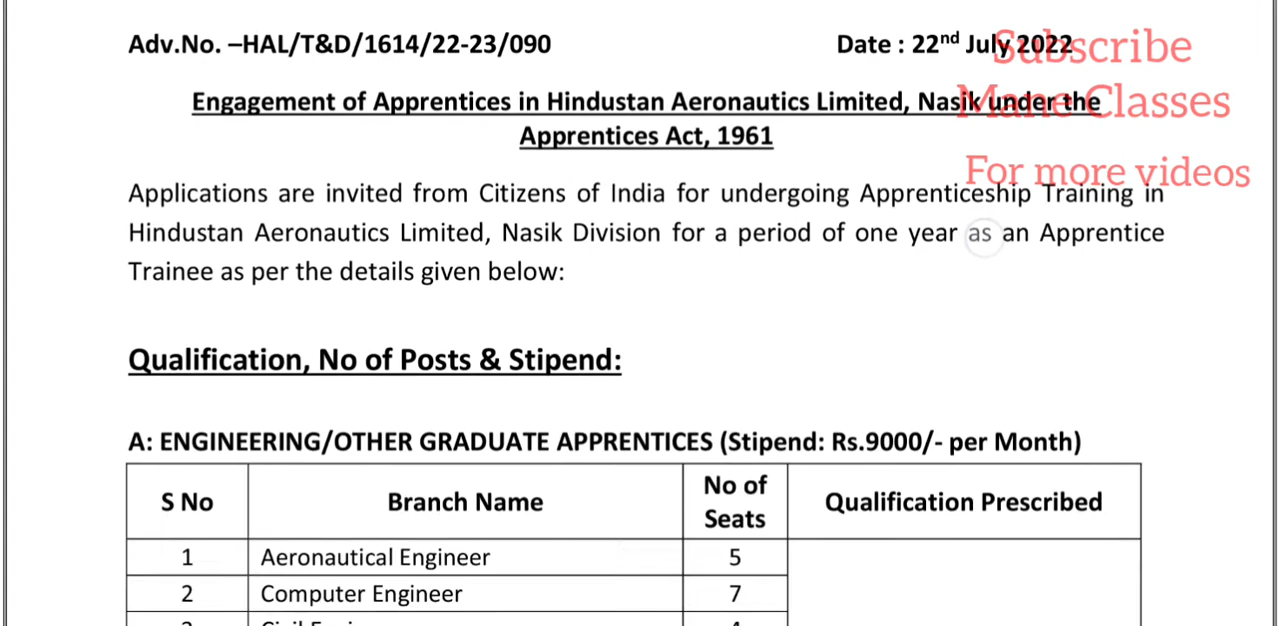 Adv.No. –HAL/T&D/1614/22-23/090
Date : 22nd July 2022
Subscribe
Mane Classes
For more videos
Engagement of Apprentices in Hindustan Aeronautics Limited, Nasik under the
Apprentices Act, 1961
Applications are invited from Citizens of India for undergoing Apprenticeship Training in
Hindustan Aeronautics Limited, Nasik Division for a period of one year as an Apprentice
Trainee as per the details given below:
Qualification, No of Posts & Stipend:
A: ENGINEERING/OTHER GRADUATE APPRENTICES (Stipend: Rs.9000/- per Month)
S No Branch Name No of Seats Qualification Prescribed
1 Aeronautical Engineer 5
2 Computer Engineer 7